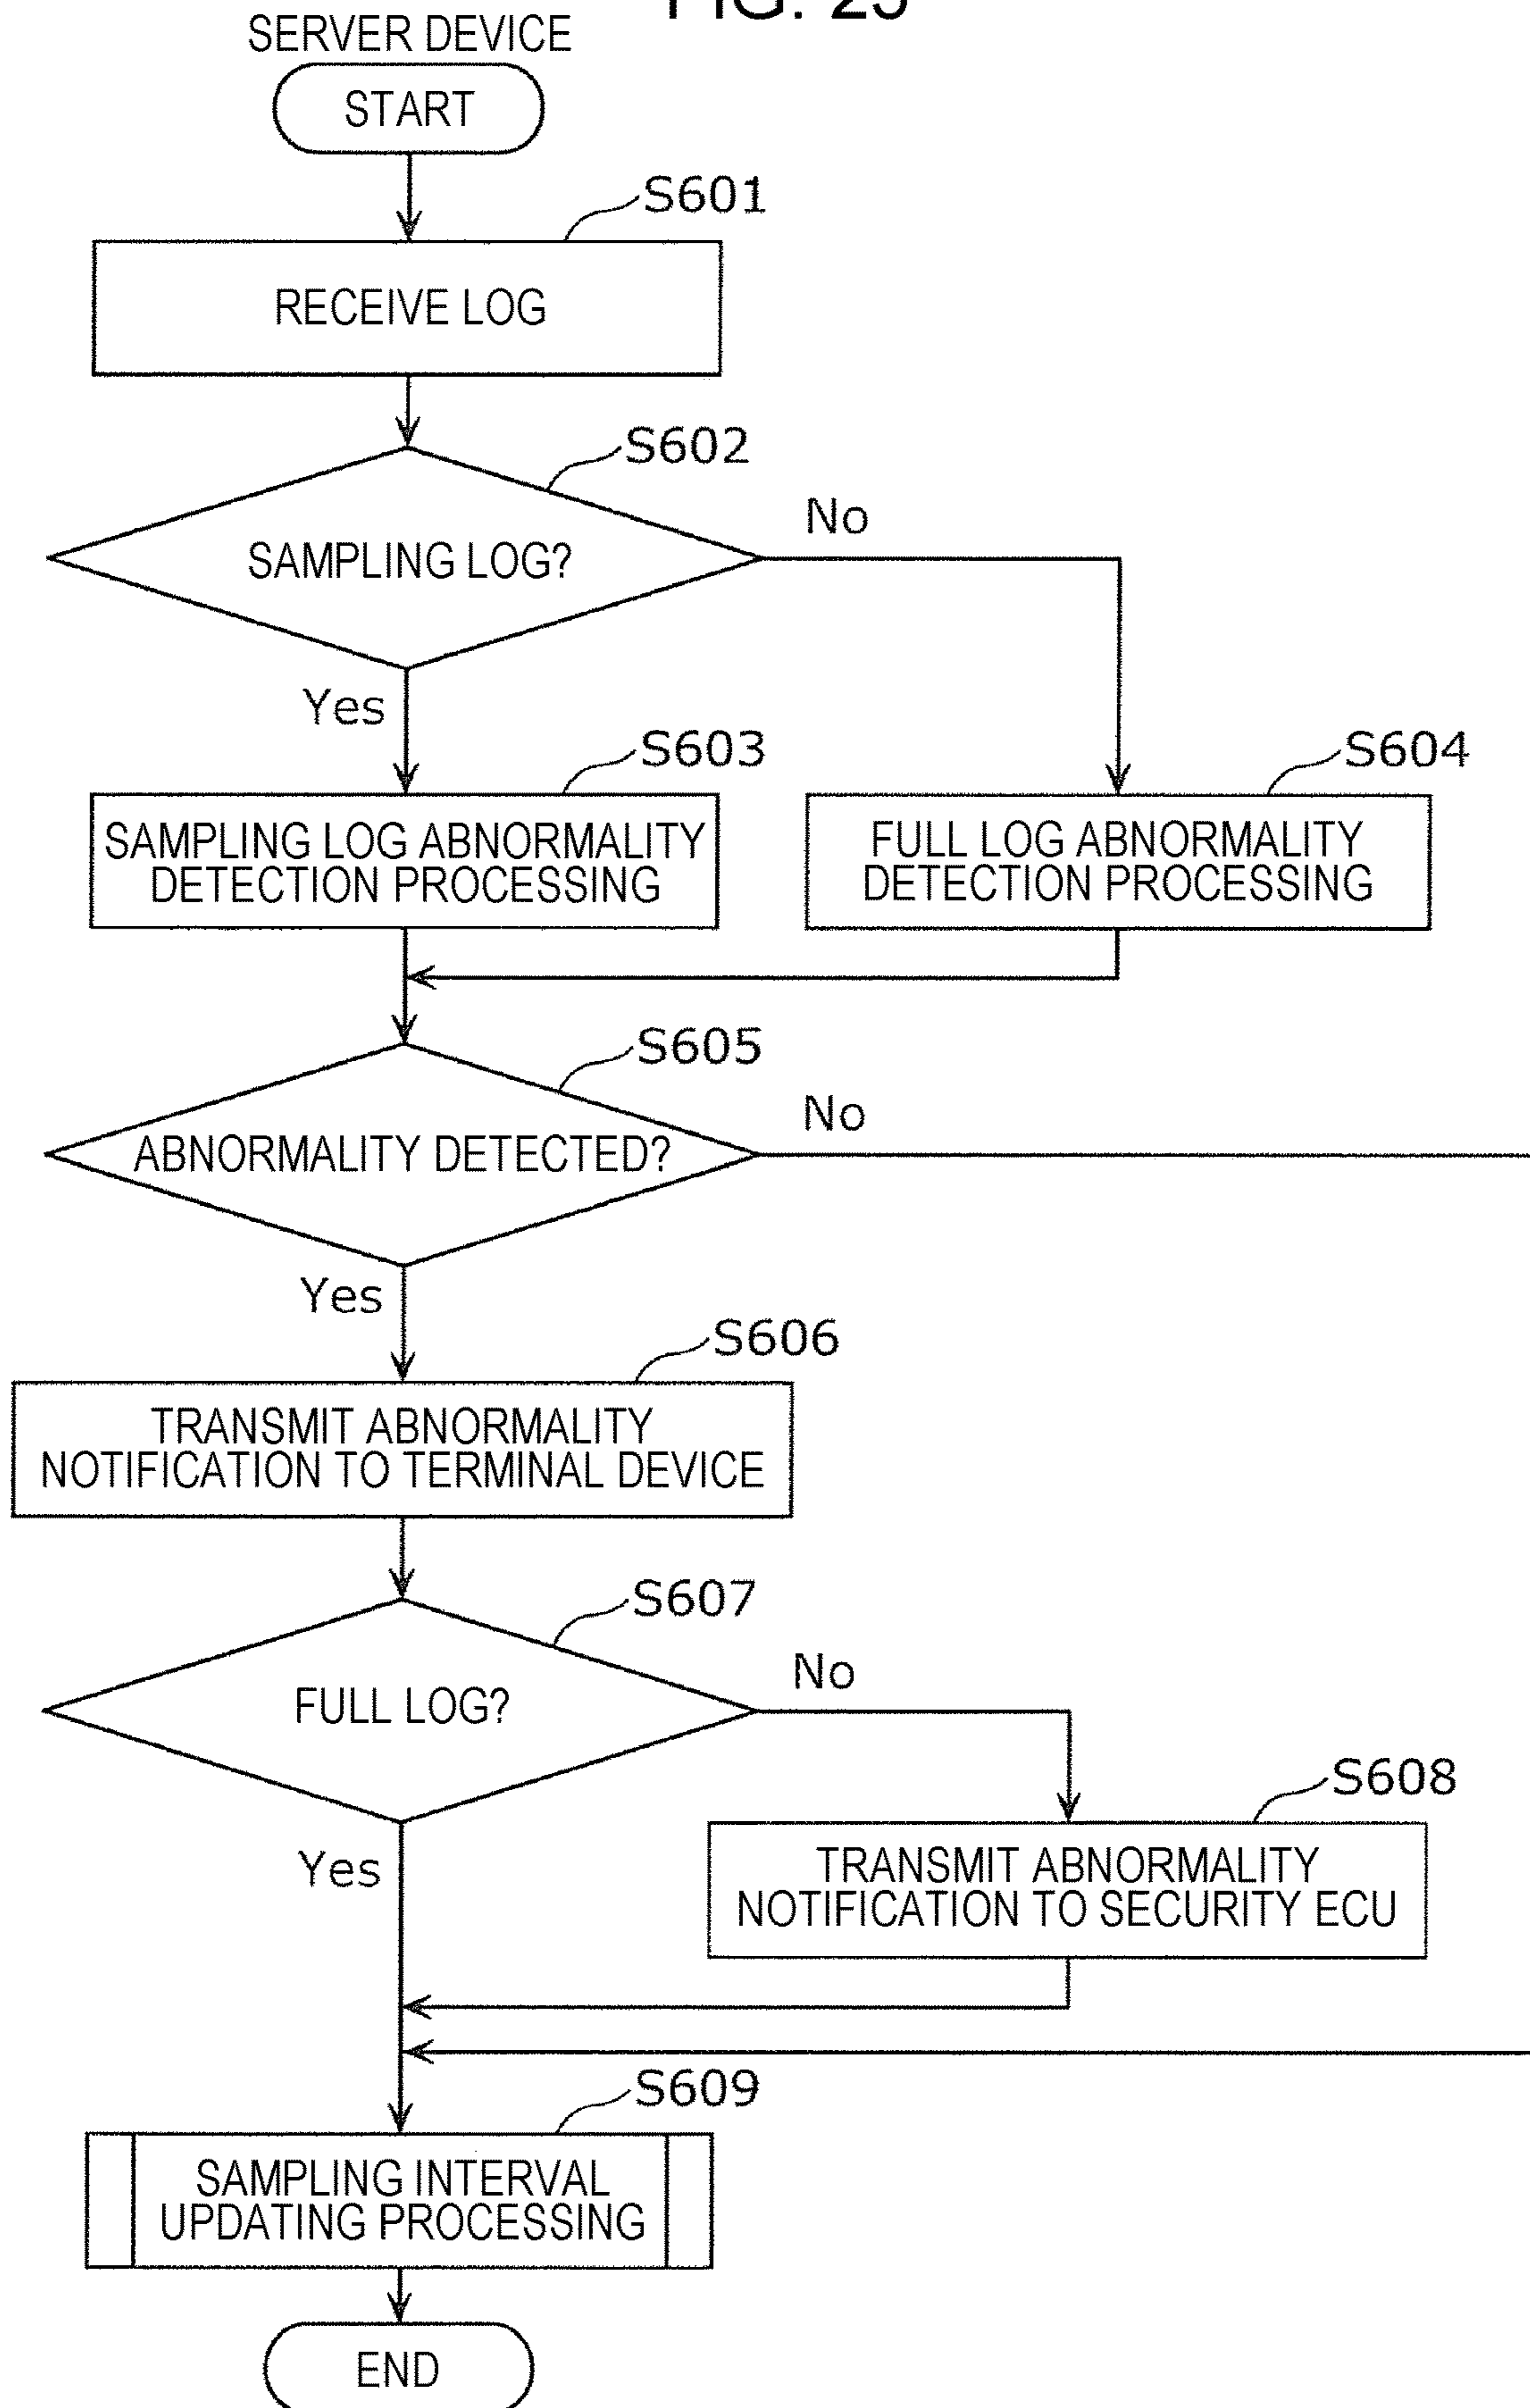 FIG. 25
SERVER DEVICE
START
S601
RECEIVE LOG
S602
SAMPLING LOG?
No
Yes
S603
SAMPLING LOG ABNORMALITY
DETECTION PROCESSING
S604
FULL LOG ABNORMALITY
DETECTION PROCESSING
S605
ABNORMALITY DETECTED?
No
Yes
S606
TRANSMIT ABNORMALITY
NOTIFICATION TO TERMINAL DEVICE
S607
FULL LOG?
No
Yes
S608
TRANSMIT ABNORMALITY
NOTIFICATION TO SECURITY ECU
S609
SAMPLING INTERVAL
UPDATING PROCESSING
END